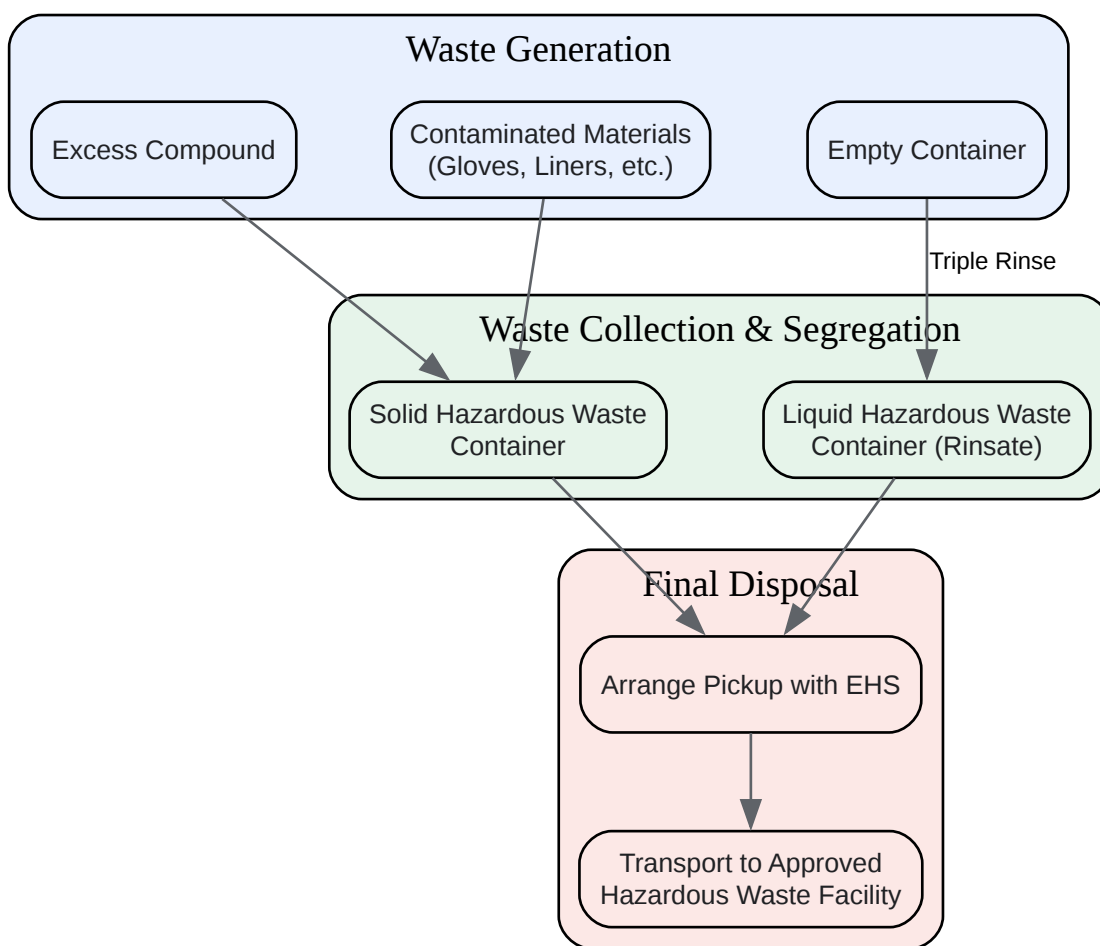 Waste Generation
Excess Compound
Contaminated Materials
(Gloves, Liners, etc.)
Empty Container
Triple Rinse
Waste Collection & Segregation
Solid Hazardous Waste
Container
Liquid Hazardous Waste
Container (Rinsate)
Final Disposal
Arrange Pickup with EHS
Transport to Approved
Hazardous Waste Facility